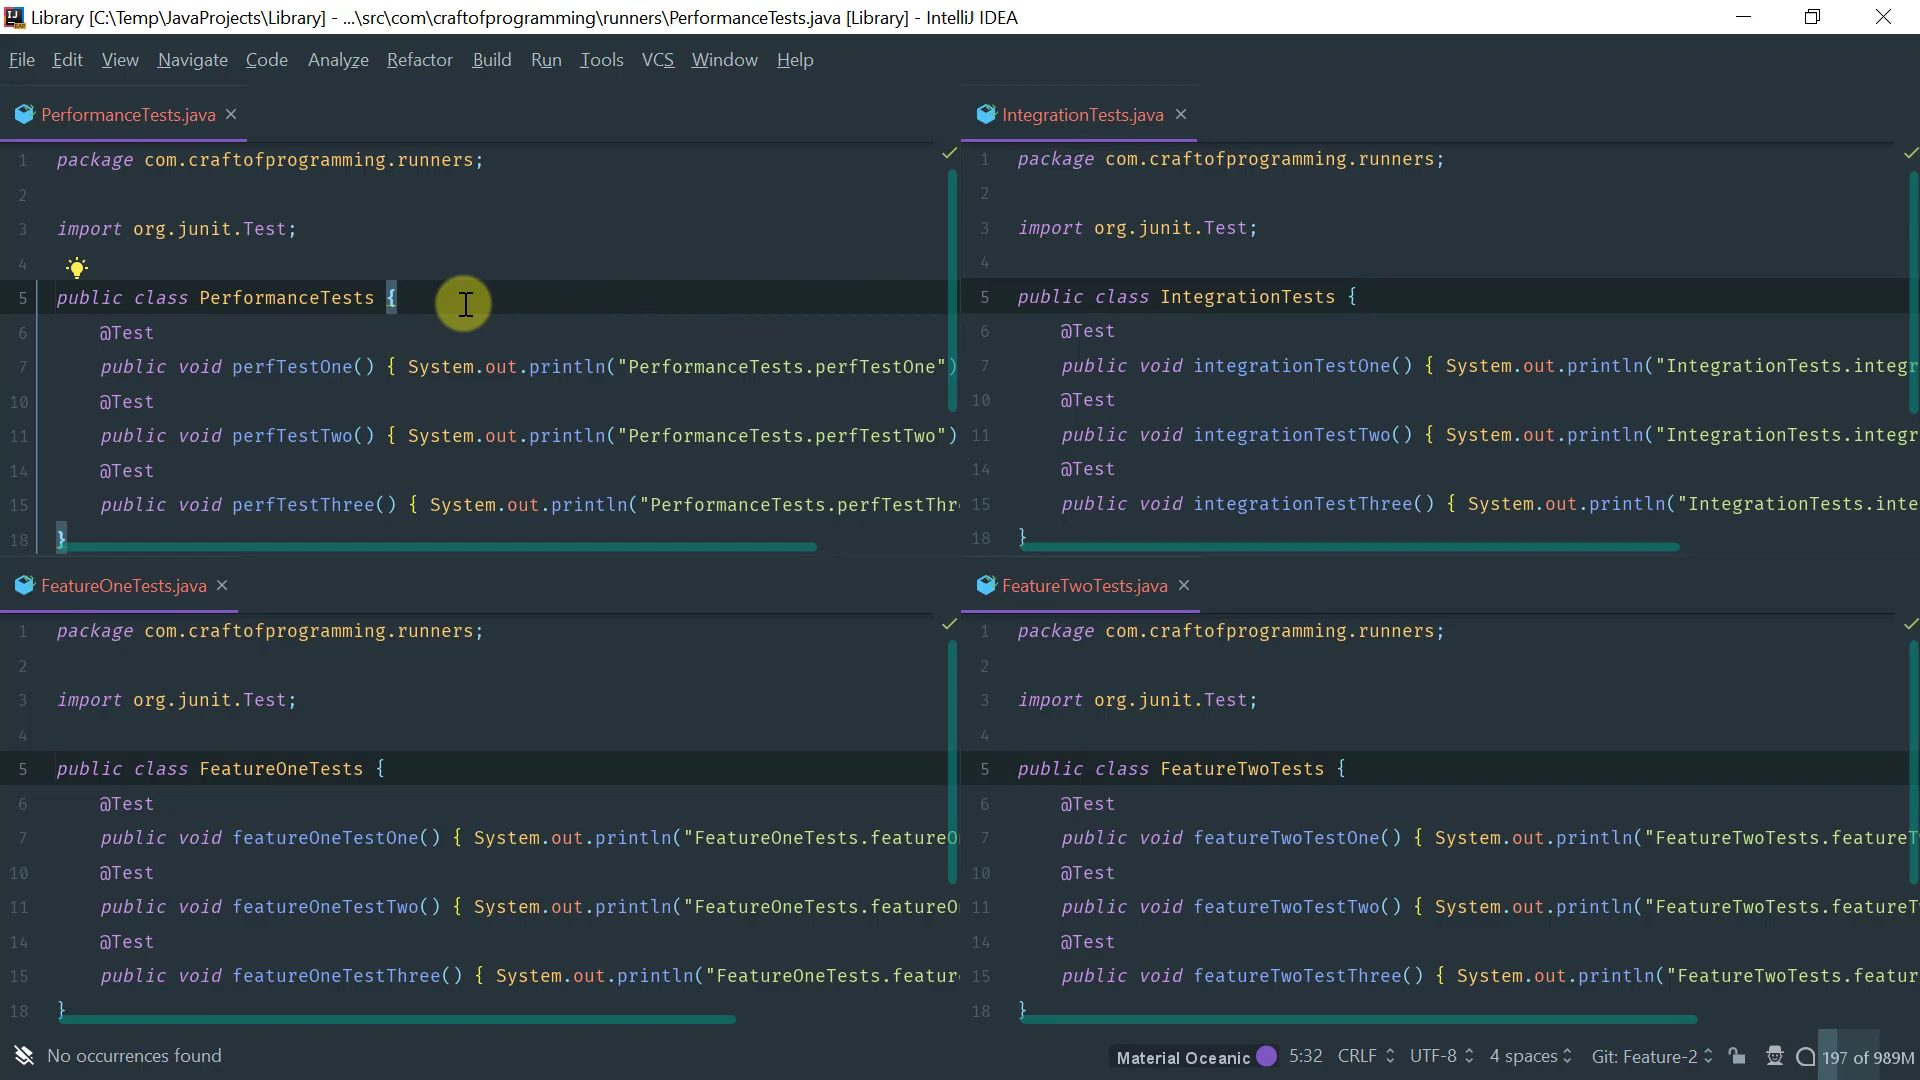 Library [C:\Temp\JavaProjects\Library] - ...\src\com\craftofprogramming\runners\PerformanceTests.java [Library] - IntelliJ IDEA
File Edit View Navigate Code Analyze Refactor Build Run Tools VCS Window Help
PerformanceTests.java
1 package com.craftofprogramming.runners;
2
3 import org.junit.Test;
4
5 public class PerformanceTests {
6 @Test
7 public void perfTestOne() { System.out.println("PerformanceTests.perfTestOne")
10 @Test
11 public void perfTestTwo() { System.out.println("PerformanceTests.perfTestTwo")
14 @Test
15 public void perfTestThree() { System.out.println("PerformanceTests.perfTestThr
18 }
IntegrationTests.java
1 package com.craftofprogramming.runners;
2
3 import org.junit.Test;
4
5 public class IntegrationTests {
6 @Test
7 public void integrationTestOne() { System.out.println("IntegrationTests.integr
10 @Test
11 public void integrationTestTwo() { System.out.println("IntegrationTests.integr
14 @Test
15 public void integrationTestThree() { System.out.println("IntegrationTests.inte
18 }
FeatureOneTests.java
1 package com.craftofprogramming.runners;
2
3 import org.junit.Test;
4
5 public class FeatureOneTests {
6 @Test
7 public void featureOneTestOne() { System.out.println("FeatureOneTests.featureO
10 @Test
11 public void featureOneTestTwo() { System.out.println("FeatureOneTests.featureO
14 @Test
15 public void featureOneTestThree() { System.out.println("FeatureOneTests.featur
18 }
FeatureTwoTests.java
1 package com.craftofprogramming.runners;
2
3 import org.junit.Test;
4
5 public class FeatureTwoTests {
6 @Test
7 public void featureTwoTestOne() { System.out.println("FeatureTwoTests.featureT
10 @Test
11 public void featureTwoTestTwo() { System.out.println("FeatureTwoTests.featureT
14 @Test
15 public void featureTwoTestThree() { System.out.println("FeatureTwoTests.featur
18 }
No occurrences found Material Oceanic 5:32 CRLF UTF-8 4 spaces Git: Feature-2 197 of 989M